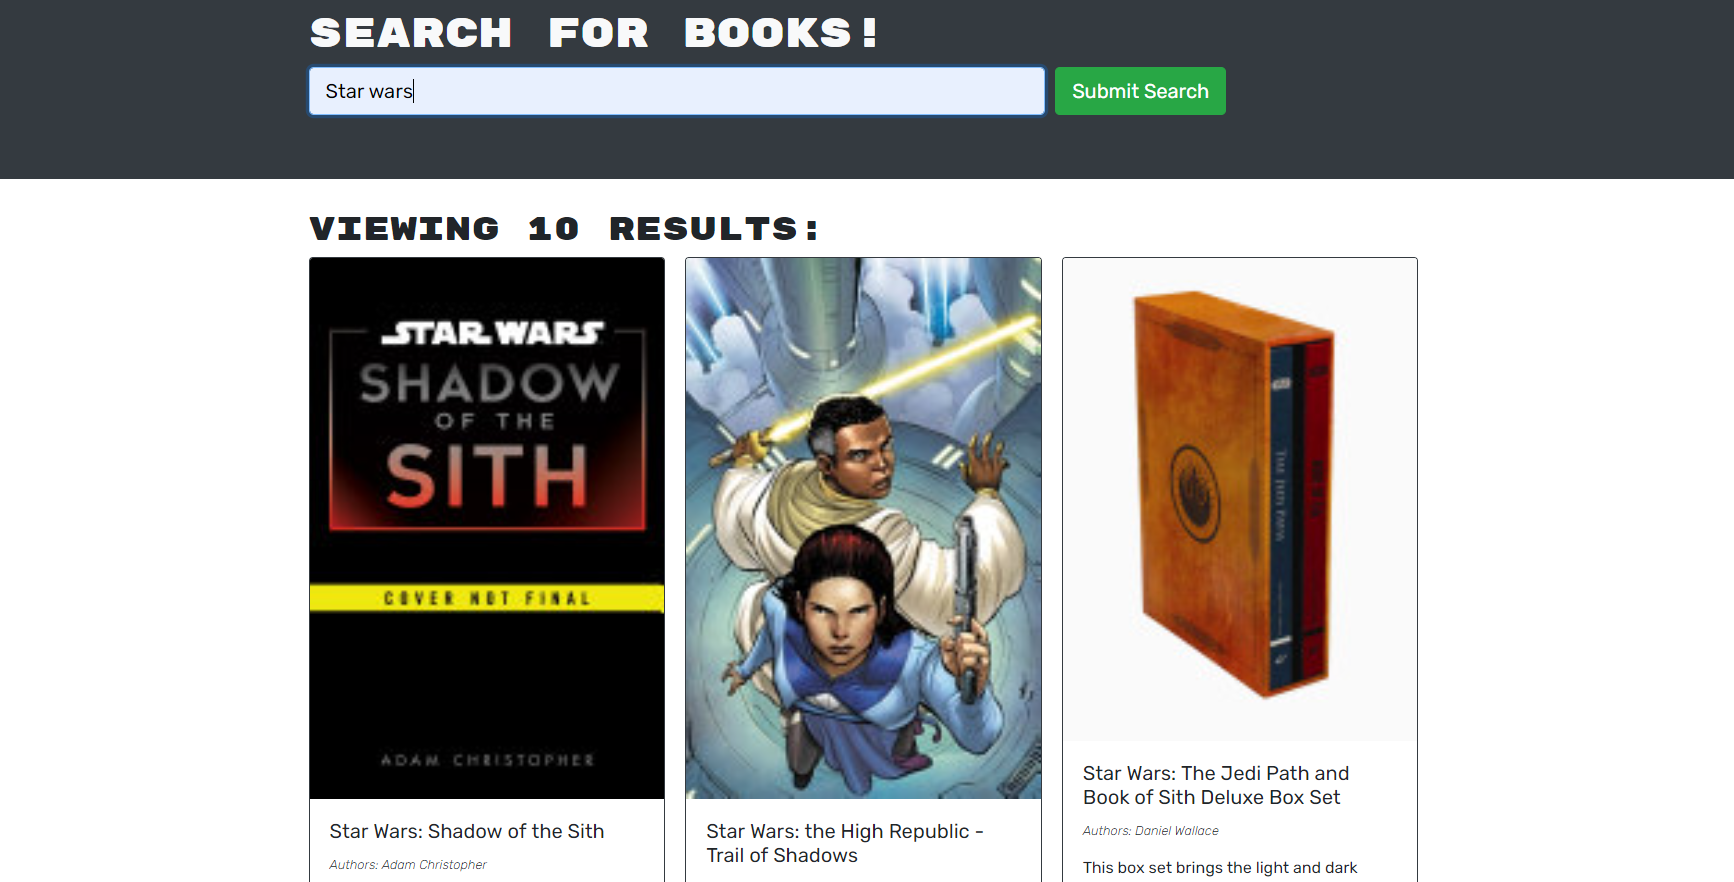 SEARCH FOR BOOKS!
Star wars
Submit Search
VIEWING 10 RESULTS:
STAR WARS
SHADOW
OF THE
SITH
COVER NOT FINAL
ADAM CHRISTOPHER
Star Wars: Shadow of the Sith
Authors: Adam Christopher
Star Wars: the High Republic -
Trail of Shadows
THE JEDI PATH
Star Wars: The Jedi Path and
Book of Sith Deluxe Box Set
Authors: Daniel Wallace
This box set brings the light and dark